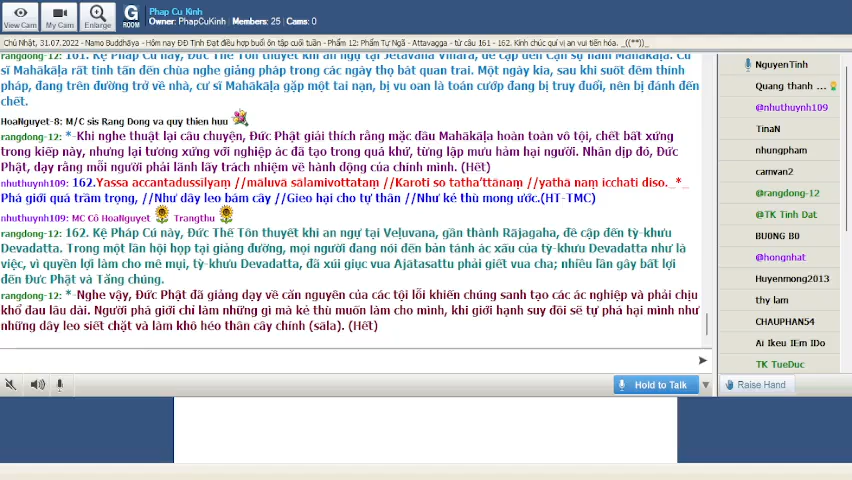 Phap Cu Kinh
Owner: PhapCuKinh | Members: 25 | Cams: 0
View Cam
My Cam
Enlarge
G
ROOM
Chủ Nhật, 31.07.2022 - Namo Buddhāya - Hôm nay ĐĐ Tịnh Đạt điều hợp buổi ôn tập cuối tuần - Phẩm 12: Phẩm Tự Ngã - Attavagga - từ câu 161 - 162. Kính chúc quí vị an vui tiến hóa. _((**))_
rangdong-12: 161. Kệ Pháp Cú này, Đức Thế Tôn thuyết khi an ngự tại Jetavana Vihāra, đề cập đến Cận sự nam Mahākāḷa. Cư
sĩ Mahākāḷa rất tinh tấn đến chùa nghe giảng pháp trong các ngày thọ bát quan trai. Một ngày kia, sau khi suốt đêm thính
pháp, đang trên đường trở về nhà, cư sĩ Mahākāḷa gặp một tai nạn, bị vu oan là toán cướp đang bị truy đuổi, nên bị đánh đến
chết.
HoaNguyet-8: M/C sis Rang Dong va quy thien huu
rangdong-12: *-Khi nghe thuật lại câu chuyện, Đức Phật giải thích rằng mặc dầu Mahākāḷa hoàn toàn vô tội, chết bất xứng
trong kiếp này, nhưng lại tương xứng với nghiệp ác đã tạo trong quá khứ, từng lập mưu hảm hại người. Nhân dịp đó, Đức
Phật, dạy rằng mỗi người phải lãnh lấy trách nhiệm về hành động của chính mình. (Hết)
nhuthuynh109: 162.Yassa accantadussīlyaṃ //māluvā sālamivottataṃ //Karoti so tatha'ttānaṃ //yathā naṃ icchati diso._*_
Phá giới quá trầm trọng, //Như dây leo bám cây //Gieo hại cho tự thân //Như kẻ thù mong ước.(HT-TMC)
nhuthuynh109: MC Cô HoaNguyet Trangthu
rangdong-12: 162. Kệ Pháp Cú này, Đức Thế Tôn thuyết khi an ngự tại Veḷuvana, gần thành Rājagaha, đề cập đến tỳ-khưu
Devadatta. Trong một lần hội họp tại giảng đường, mọi người đang nói đến bản tánh ác xấu của tỳ-khưu Devadatta như là
việc, vì quyền lợi làm cho mê mụi, tỳ-khưu Devadatta, đã xúi giục vua Ajātasattu phải giết vua cha; nhiều lần gây bất lợi
đến Đưc Phật và Tăng chúng.
rangdong-12: *-Nghe vậy, Đức Phật đã giảng dạy về căn nguyên của các tội lỗi khiến chúng sanh tạo các ác nghiệp và phải chịu
khổ đau lâu dài. Người phá giới chỉ làm những gì mà kẻ thù muốn làm cho mình, khi giới hạnh suy đồi sẽ tự phá hại mình như
những dây leo siết chặt và làm khô héo thân cây chính (sāla). (Hết)
Hold to Talk
NguyenTinh
Quang thanh ...
@nhuthuynh109
TinaN
nhungpham
camvan2
@rangdong-12
@TK Tinh Dat
BU0NG B0
@hongnhat
Huyenmong2013
thy lam
CHAUPHAN54
Ai Ikeu IEm IDo
TK TueDuc
Raise Hand